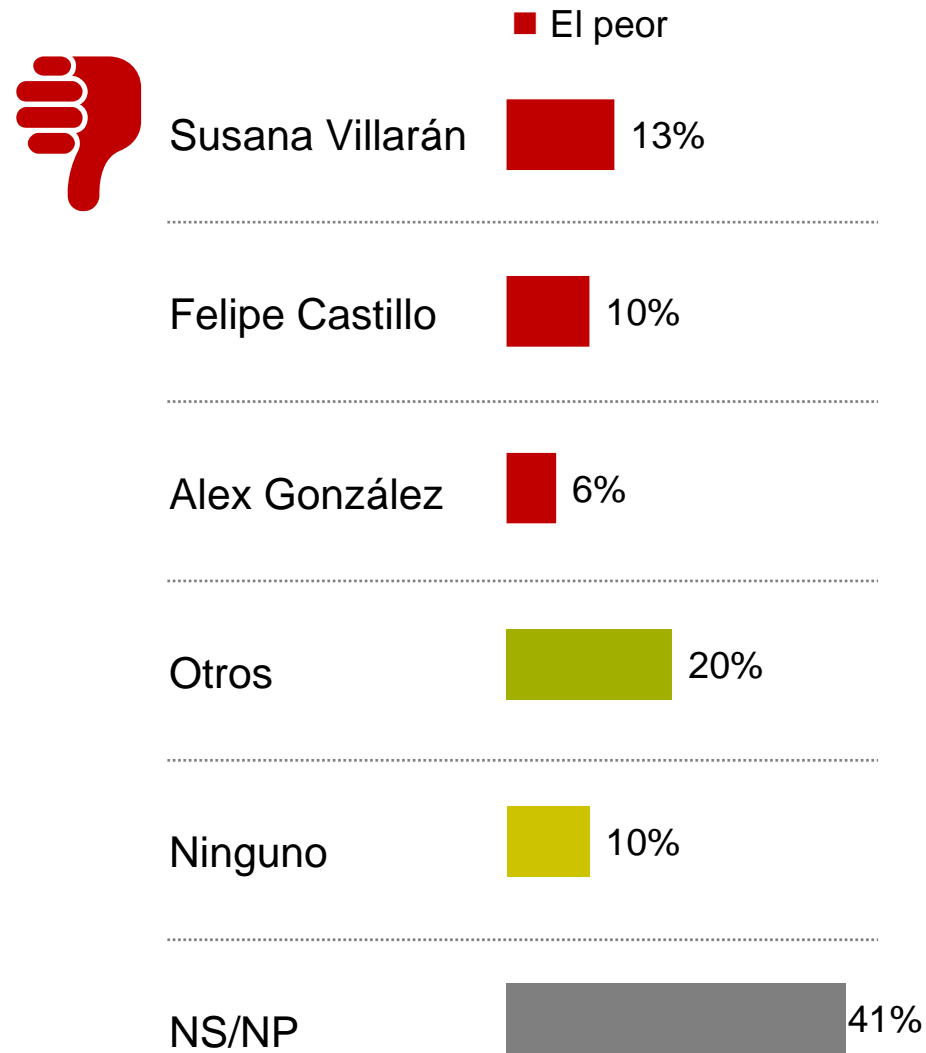 El peor
Susana Villarán 13%
Felipe Castillo 10%
Alex González 6%
Otros 20%
Ninguno 10%
NS/NP 41%